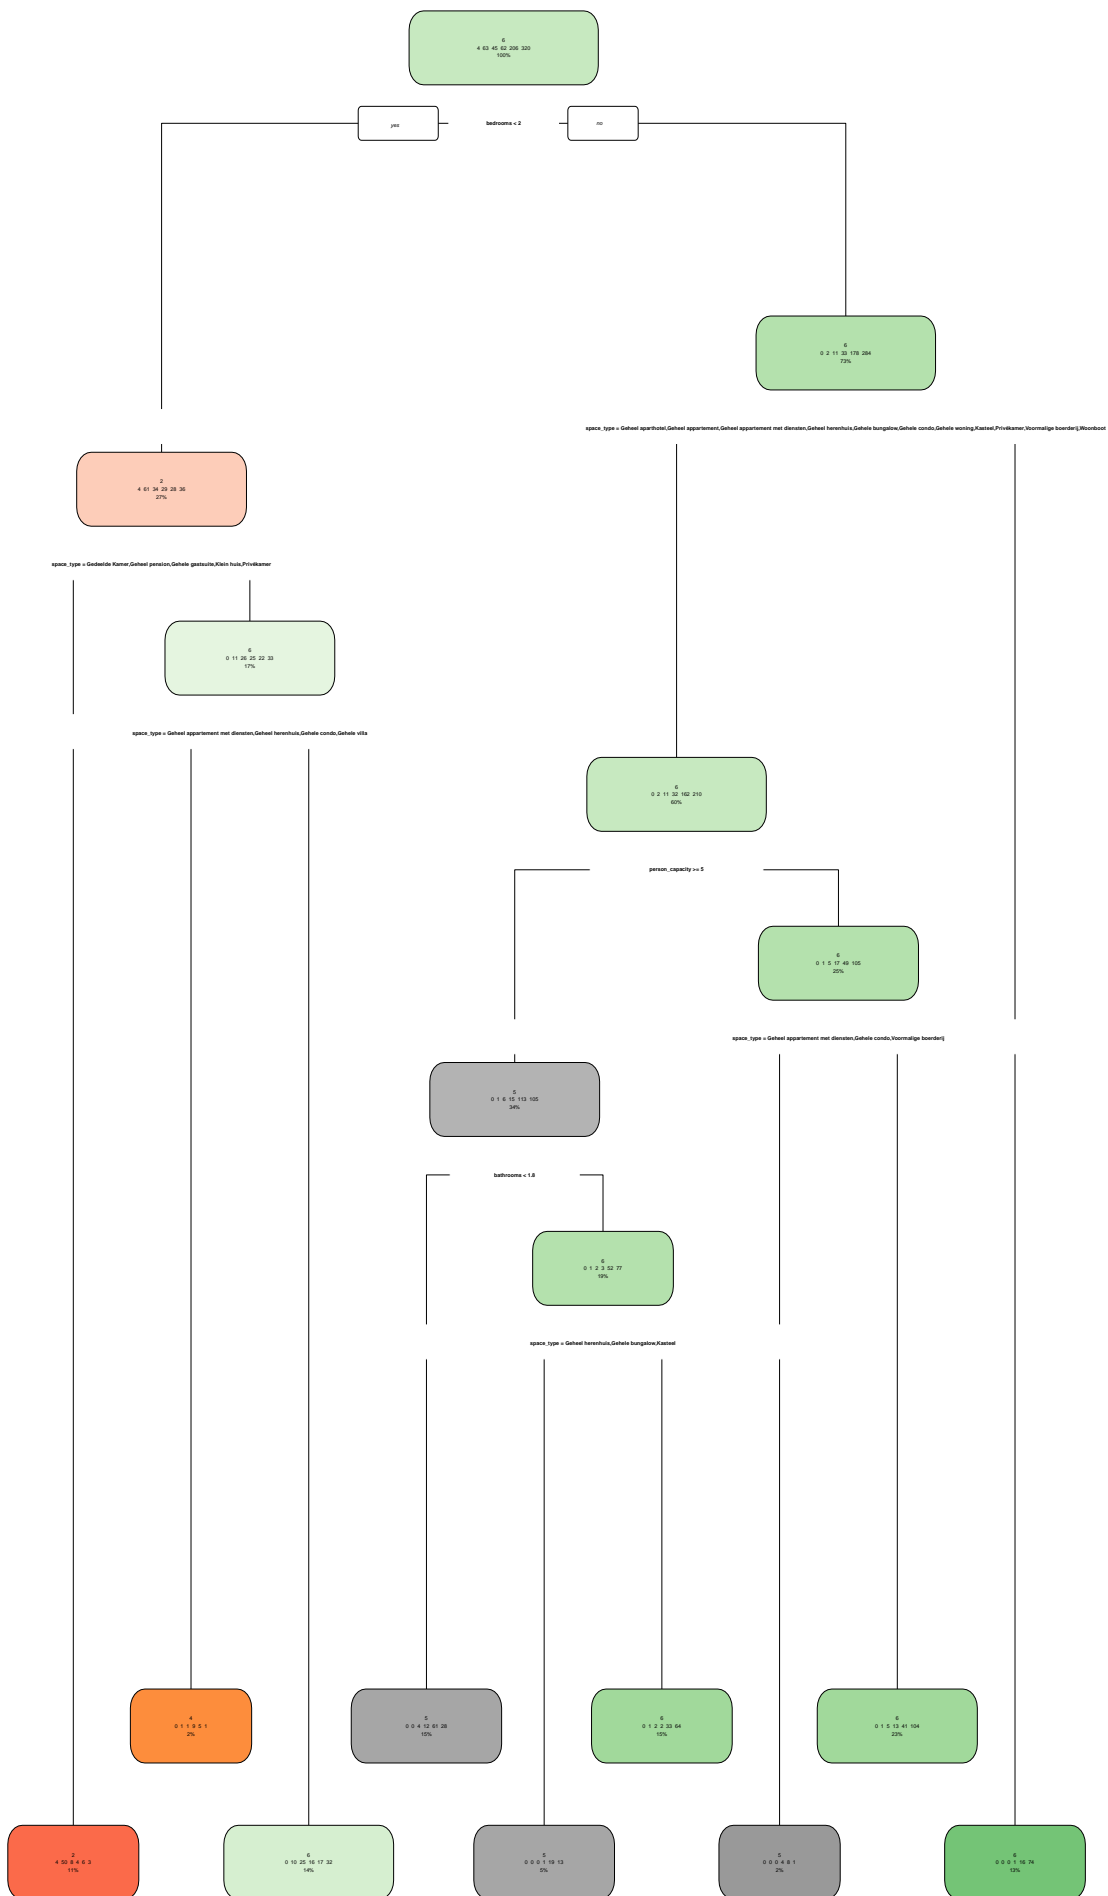 6
4 63 45 62 206 320
100%
yes
bedrooms < 2
no
6
0 2 11 33 178 284
73%
space_type = Geheel aparthotel,Geheel appartement,Geheel appartement met diensten,Geheel herenhuis,Gehele bungalow,Gehele condo,Gehele woning,Kasteel,Privékamer,Voormalige boerderij,Woonboot
2
4 61 34 29 28 36
27%
space_type = Gedeelde Kamer,Geheel pension,Gehele gastsuite,Klein huis,Privékamer
6
0 11 26 25 22 33
17%
space_type = Geheel appartement met diensten,Geheel herenhuis,Gehele condo,Gehele villa
6
0 2 11 32 162 210
60%
person_capacity >= 5
6
0 1 5 17 49 105
25%
space_type = Geheel appartement met diensten,Gehele condo,Voormalige boerderij
5
0 1 6 15 113 105
34%
bathrooms < 1.8
6
0 1 2 3 52 77
19%
space_type = Geheel herenhuis,Gehele bungalow,Kasteel
4
0 1 1 9 5 1
2%
5
0 0 4 12 61 28
15%
6
0 1 2 2 33 64
15%
6
0 1 5 13 41 104
23%
2
4 50 8 4 6 3
11%
6
0 10 25 16 17 32
14%
5
0 0 0 1 19 13
5%
5
0 0 0 4 8 1
2%
6
0 0 0 1 16 74
13%